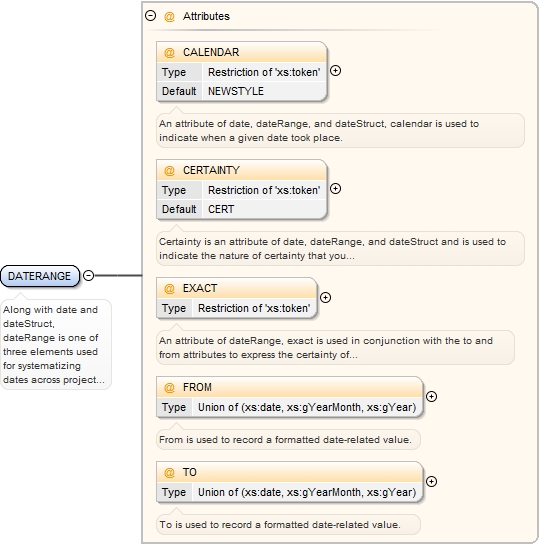 Attributes
CALENDAR
Type Restriction of 'xs:token'
Default NEWSTYLE
An attribute of date, dateRange, and dateStruct, calendar is used to
indicate when a given date took place.
CERTAINTY
Type Restriction of 'xs:token'
Default CERT
Certainty is an attribute of date, dateRange, and dateStruct and is used to
indicate the nature of certainty that you...
DATERANGE
Along with date and
dateStruct,
dateRange is one of
three elements used
for systematizing
dates across project...
EXACT
Type Restriction of 'xs:token'
An attribute of dateRange, exact is used in conjunction with the to and
from attributes to express the certainty of...
FROM
Type Union of (xs:date, xs:gYearMonth, xs:gYear)
From is used to record a formatted date-related value.
TO
Type Union of (xs:date, xs:gYearMonth, xs:gYear)
To is used to record a formatted date-related value.